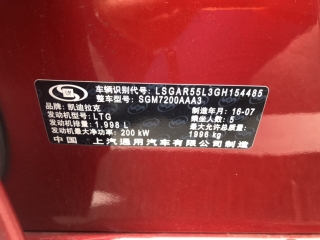 车辆识别代号: LSGAR55L3GH154485
整车型号: SGM7200AAA3
品牌: 凯迪拉克 制造年月: 16-07
发动机型号: LTG 乘坐人数: 5
发动机排量: 1.998 L 最大允许总质量:
发动机最大净功率: 200 kW 1996 kg
中国 上汽通用汽车有限公司制造